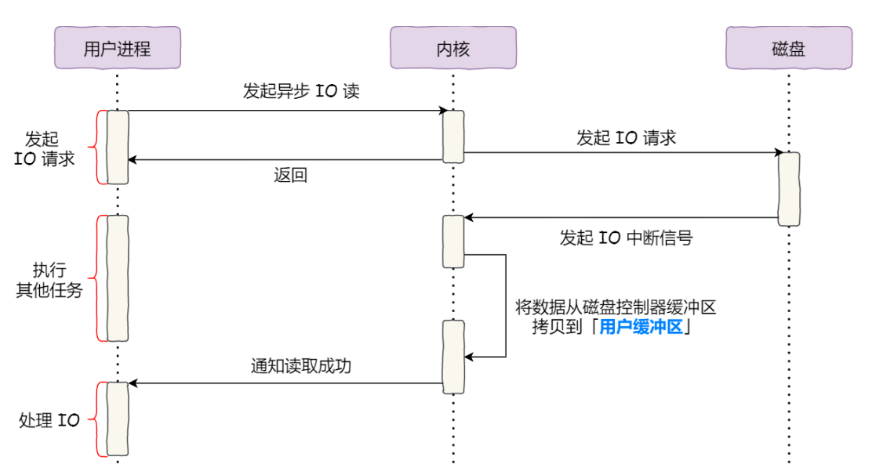 用户进程
内核
磁盘
发起异步 IO 读
发起 IO 请求
发起
IO 请求
返回
发起 IO 中断信号
执行
其他任务
将数据从磁盘控制器缓冲区
拷贝到「用户缓冲区」
通知读取成功
处理 IO